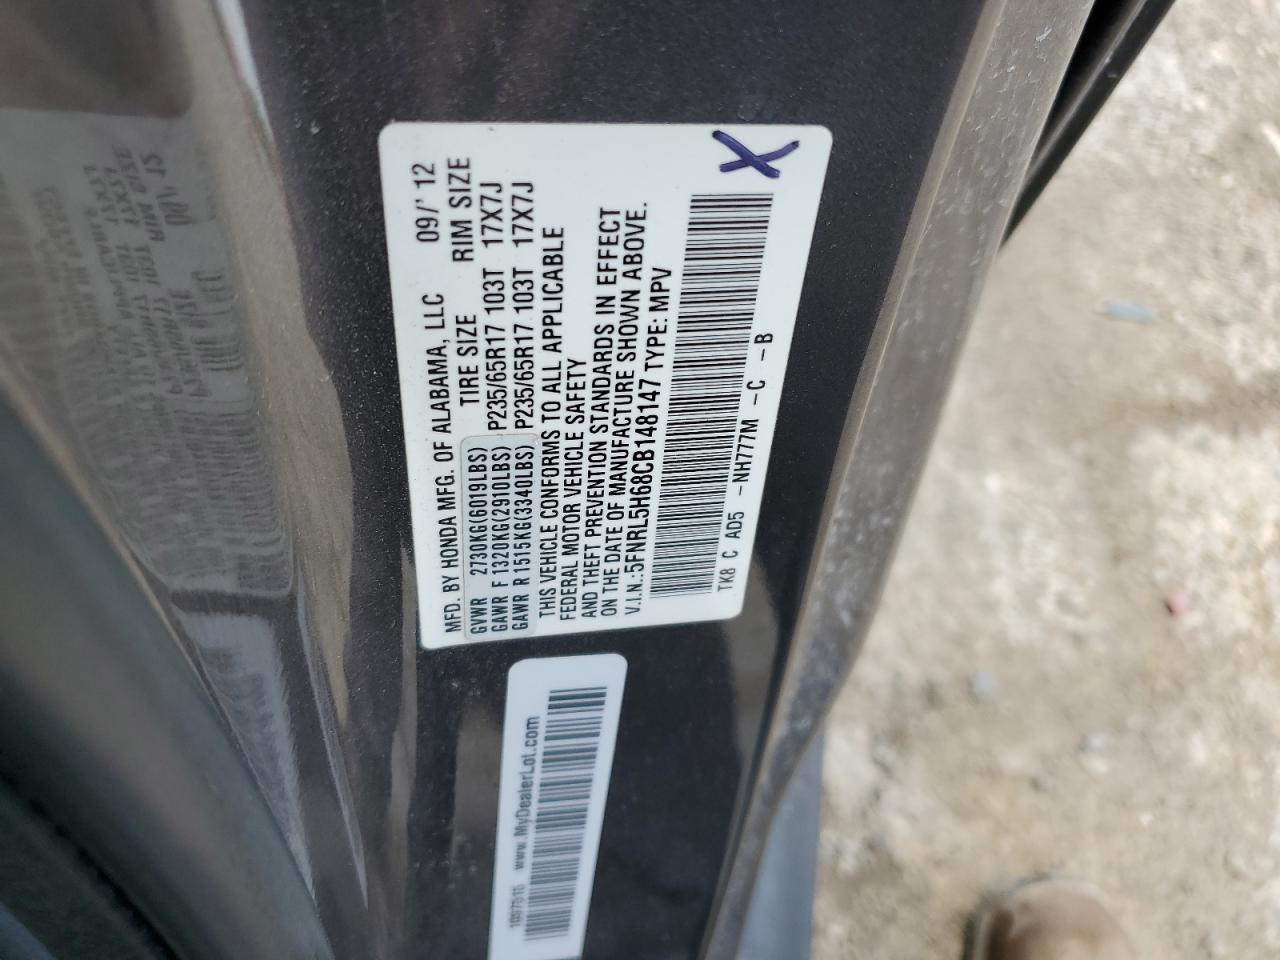 MFD. BY HONDA MFG. OF ALABAMA, LLC 09/'12
TIRE SIZE RIM SIZE
GVWR 2730KG(6019LBS)
GAWR F 1320KG(2910LBS) P235/65R17 103T 17X7J
GAWR R 1515KG(3340LBS) P235/65R17 103T 17X7J
THIS VEHICLE CONFORMS TO ALL APPLICABLE
FEDERAL MOTOR VEHICLE SAFETY
AND THEFT PREVENTION STANDARDS IN EFFECT
ON THE DATE OF MANUFACTURE SHOWN ABOVE.
V.I.N.:5FNRL5H68CB148147 TYPE: MPV
TK8 C AD5 -NH777M -C -B
X
www.MyDealerLot.com